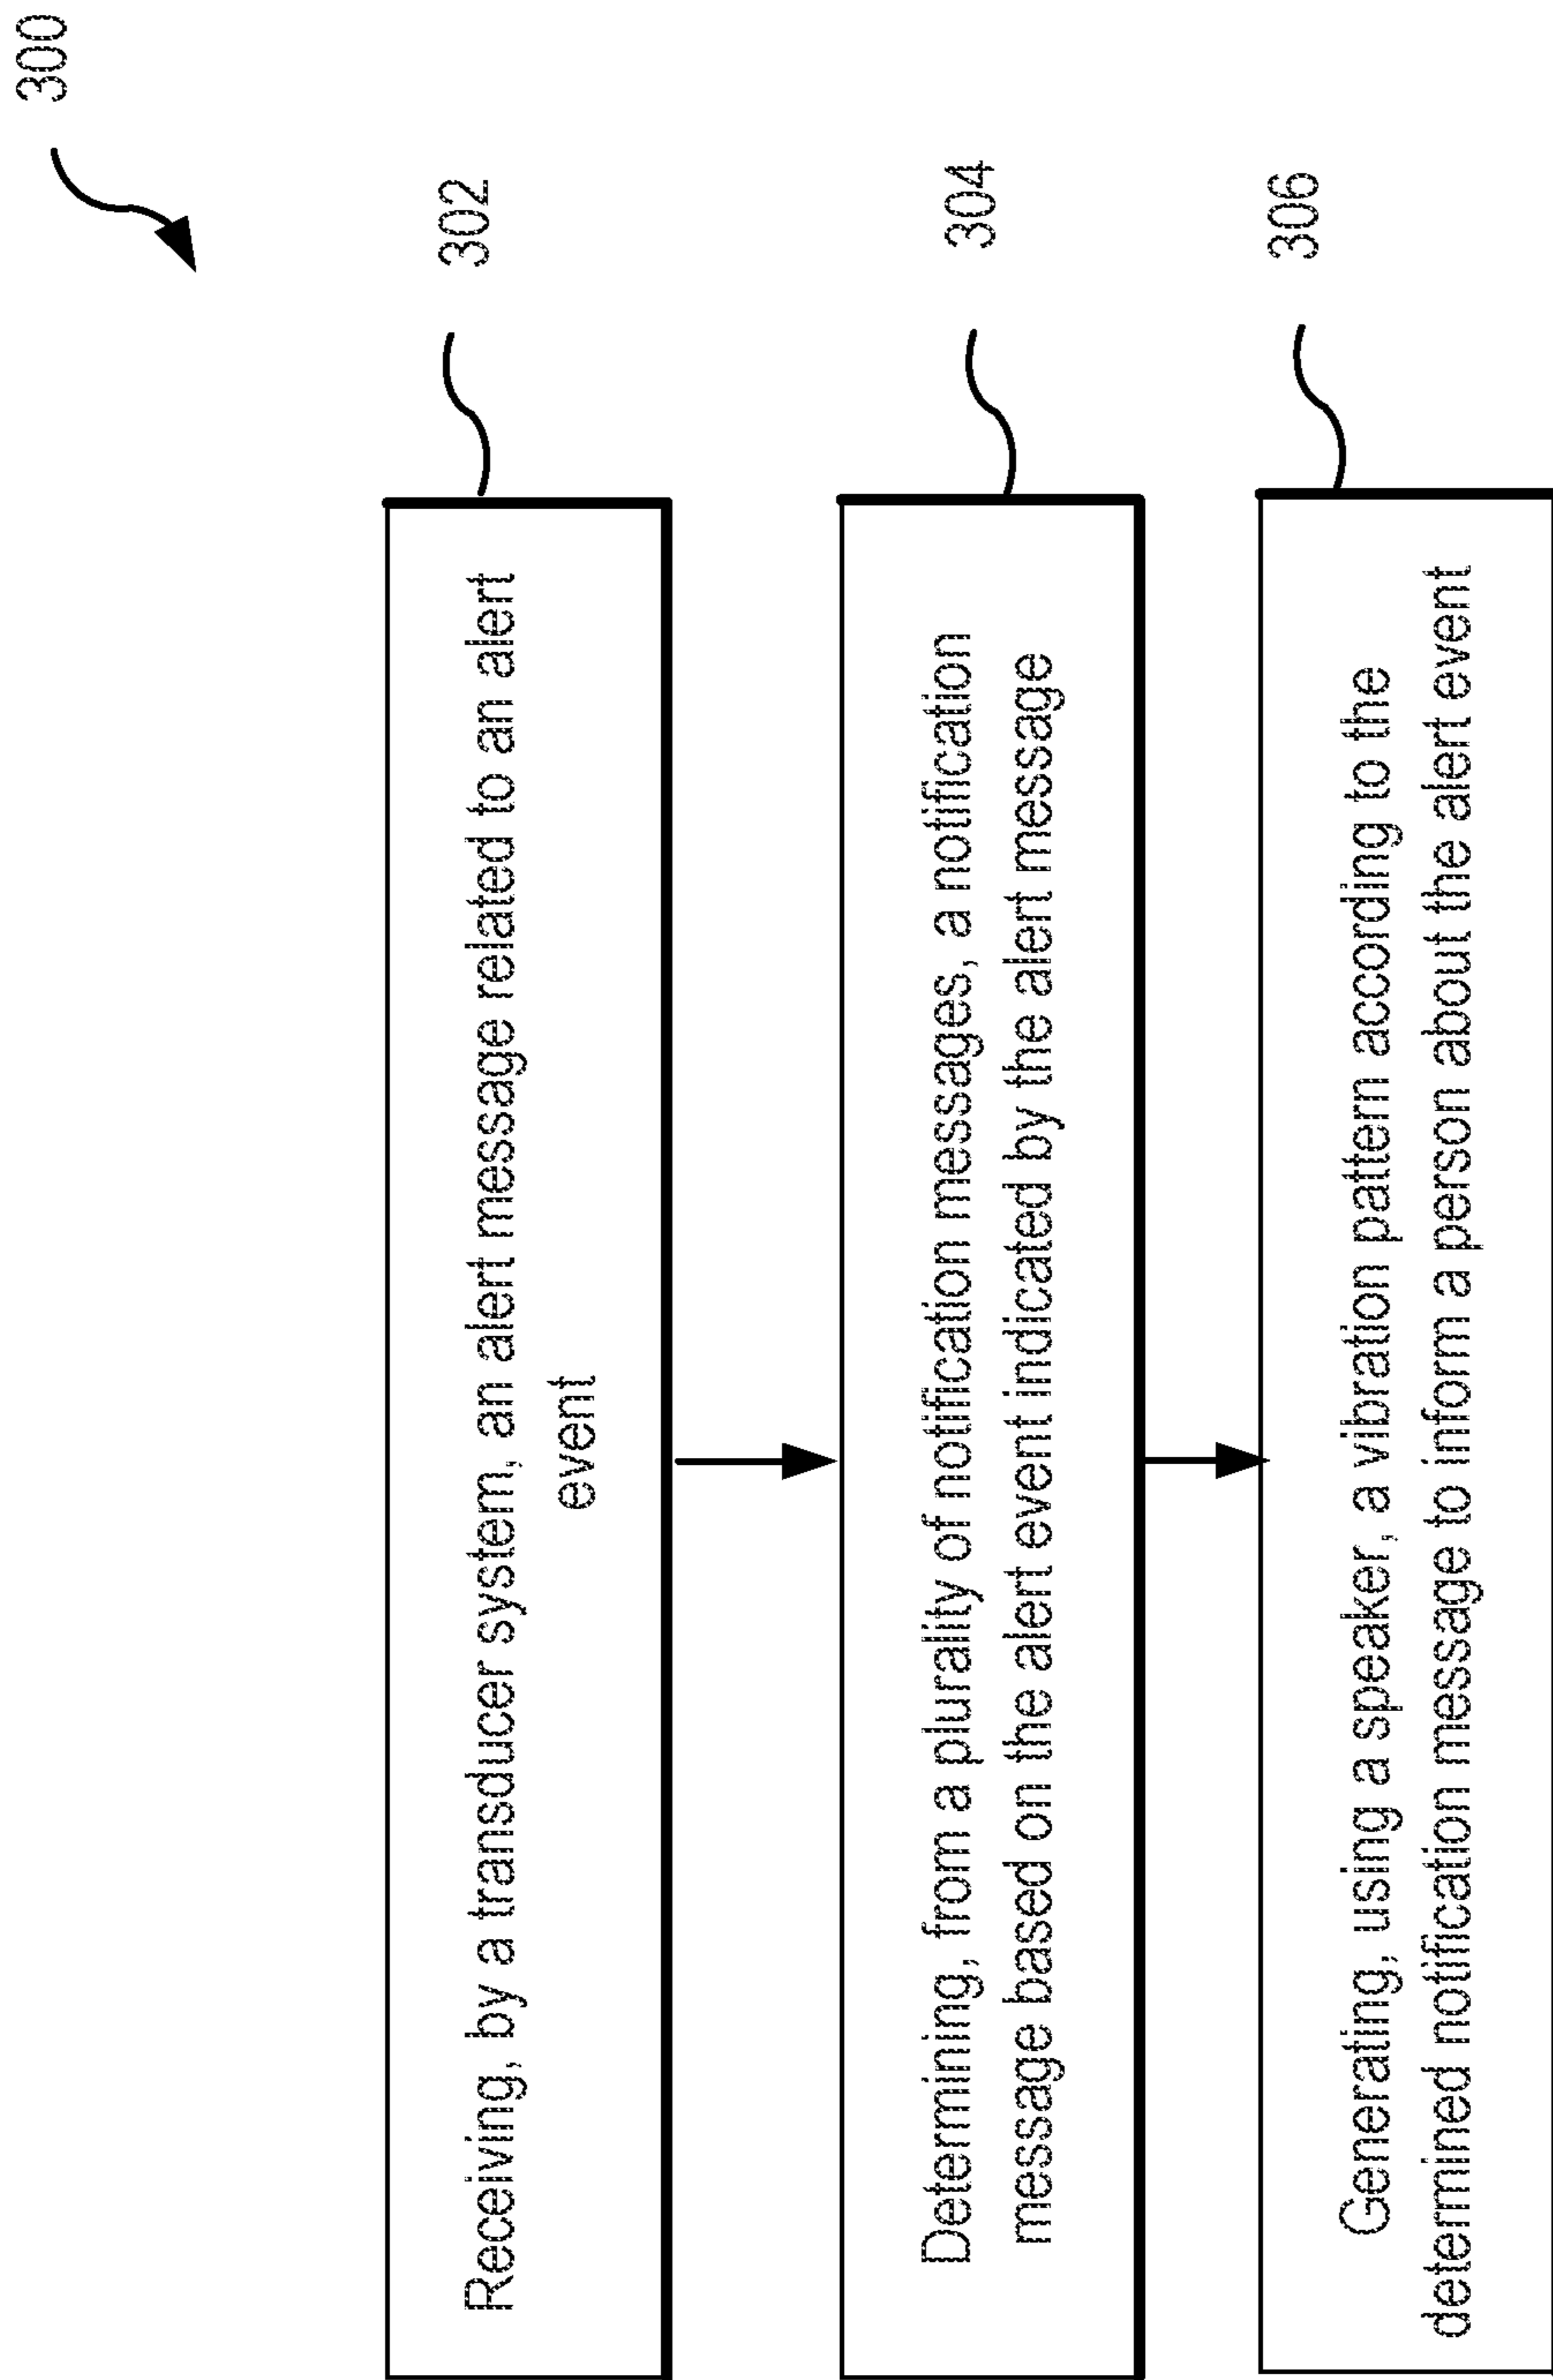 300
302
Receiving, by a transducer system, an alert message related to an alert
event
304
Determining, from a plurality of notification messages, a notification
message based on the alert event indicated by the alert message
306
Generating, using a speaker, a vibration pattern according to the
determined notification message to inform a person about the alert event